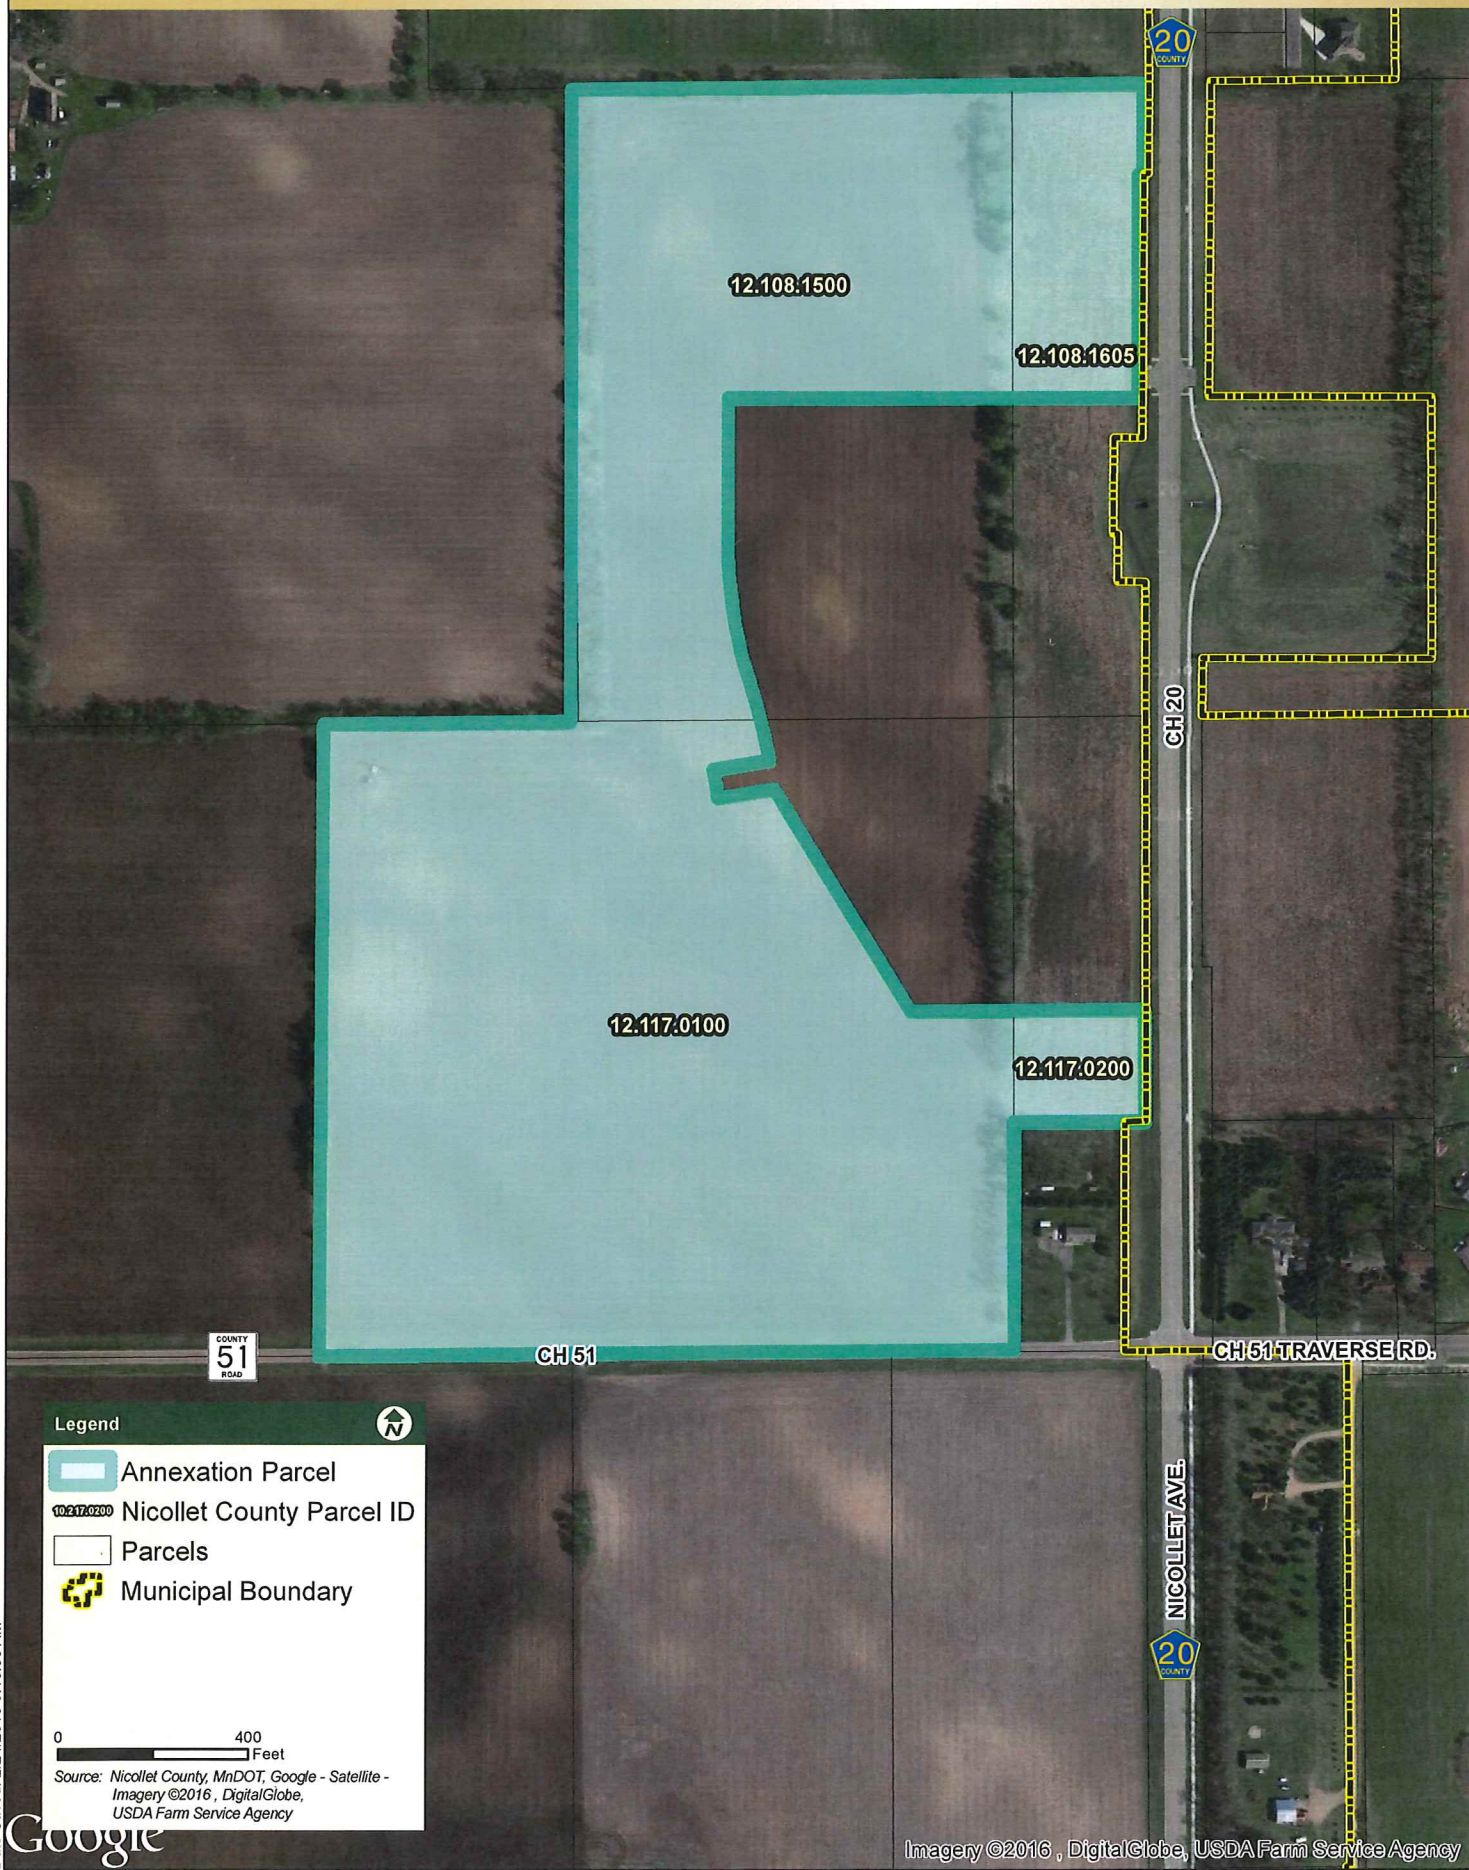 20
COUNTY
12.108.1500
12.108.1605
CH 20
12.117.0100
12.117.0200
COUNTY
51
ROAD
CH 51
CH 51 TRAVERSE RD.
Legend
N
Annexation Parcel
10.217.0200 Nicollet County Parcel ID
Parcels
Municipal Boundary
NICOLLET AVE.
20
COUNTY
0 400
Feet
Source: Nicollet County, MnDOT, Google - Satellite -
Imagery ©2016 , DigitalGlobe,
USDA Farm Service Agency
Google
Imagery ©2016 , DigitalGlobe, USDA Farm Service Agency